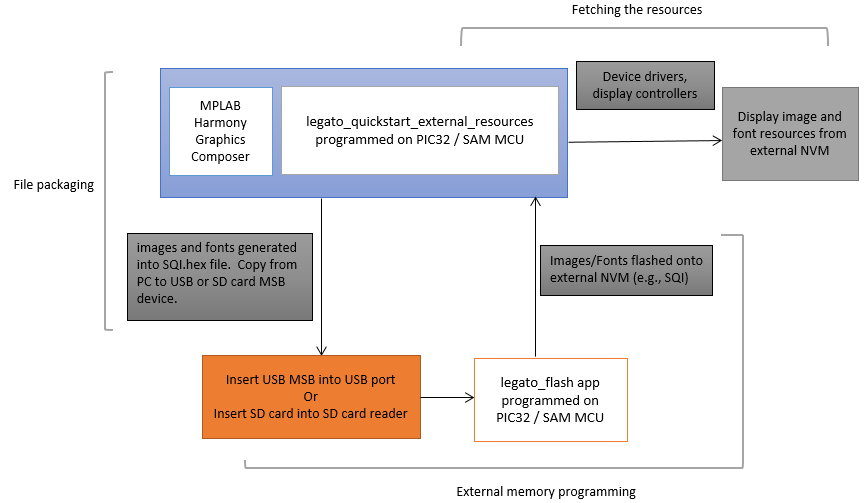 Fetching the resources
Device drivers,
display controllers
MPLAB
Harmony
Graphics
Composer
legato_quickstart_external_resources
programmed on PIC32 / SAM MCU
Display image and
font resources from
external NVM
File packaging
images and fonts generated
into SQI.hex file.  Copy from
PC to USB or SD card MSB
device.
Images/Fonts flashed onto
external NVM (e.g., SQI)
Insert USB MSB into USB port
Or
Insert SD card into SD card reader
legato_flash app
programmed on
PIC32 / SAM MCU
External memory programming